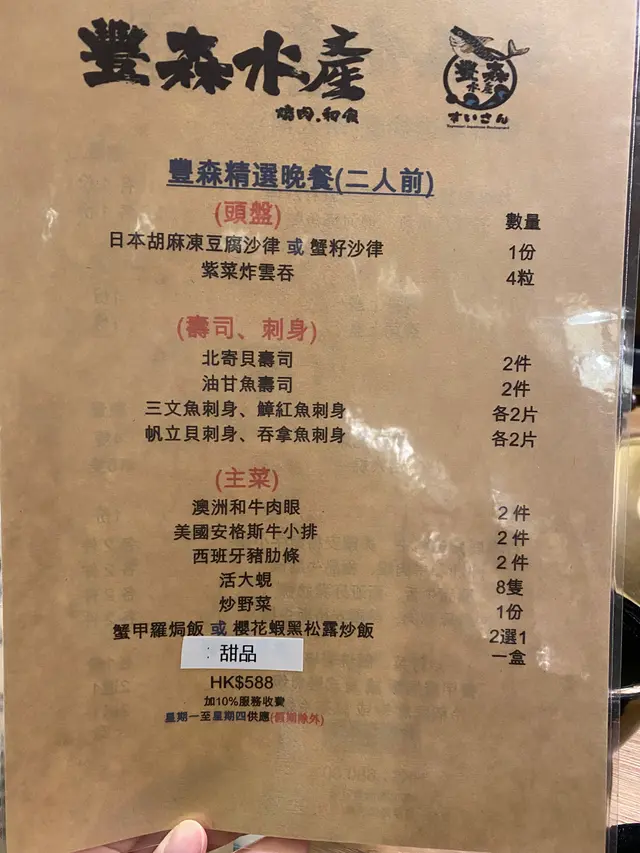 豐森水產
燒肉.和食
豐森
水產
すいさん
豐森精選晚餐(二人前)
(頭盤) 數量
日本胡麻凍豆腐沙律 或 蟹籽沙律 1份
紫菜炸雲吞 4粒
(壽司、刺身)
北寄貝壽司 2件
油甘魚壽司 2件
三文魚刺身、鱆紅魚刺身 各2片
帆立貝刺身、吞拿魚刺身 各2片
(主菜)
澳洲和牛肉眼 2 件
美國安格斯牛小排 2 件
西班牙豬肋條 2 件
活大蜆 8隻
炒野菜 1份
蟹甲羅焗飯 或 櫻花蝦黑松露炒飯 2選1
甜品 一盒
HK$588
加10%服務收費
星期一至星期四供應(假期除外)